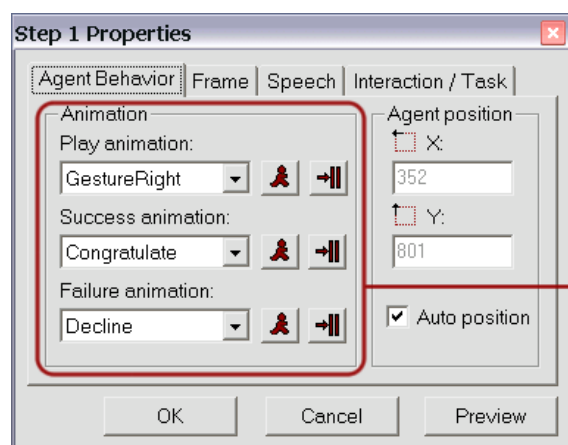 Step 1 Properties
Agent Behavior Frame Speech Interaction / Task
Animation
Play animation:
GestureRight
Success animation:
Congratulate
Failure animation:
Decline
Agent position
X:
352
Y:
801
Auto position
OK Cancel Preview